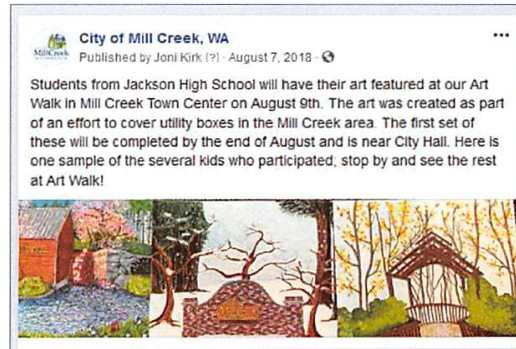 City of Mill Creek, WA
MillCreek
Published by Joni Kirk [?] · August 7, 2018 ·
Students from Jackson High School will have their art featured at our Art
Walk in Mill Creek Town Center on August 9th. The art was created as part
of an effort to cover utility boxes in the Mill Creek area. The first set of
these will be completed by the end of August and is near City Hall. Here is
one sample of the several kids who participated; stop by and see the rest
at Art Walk!